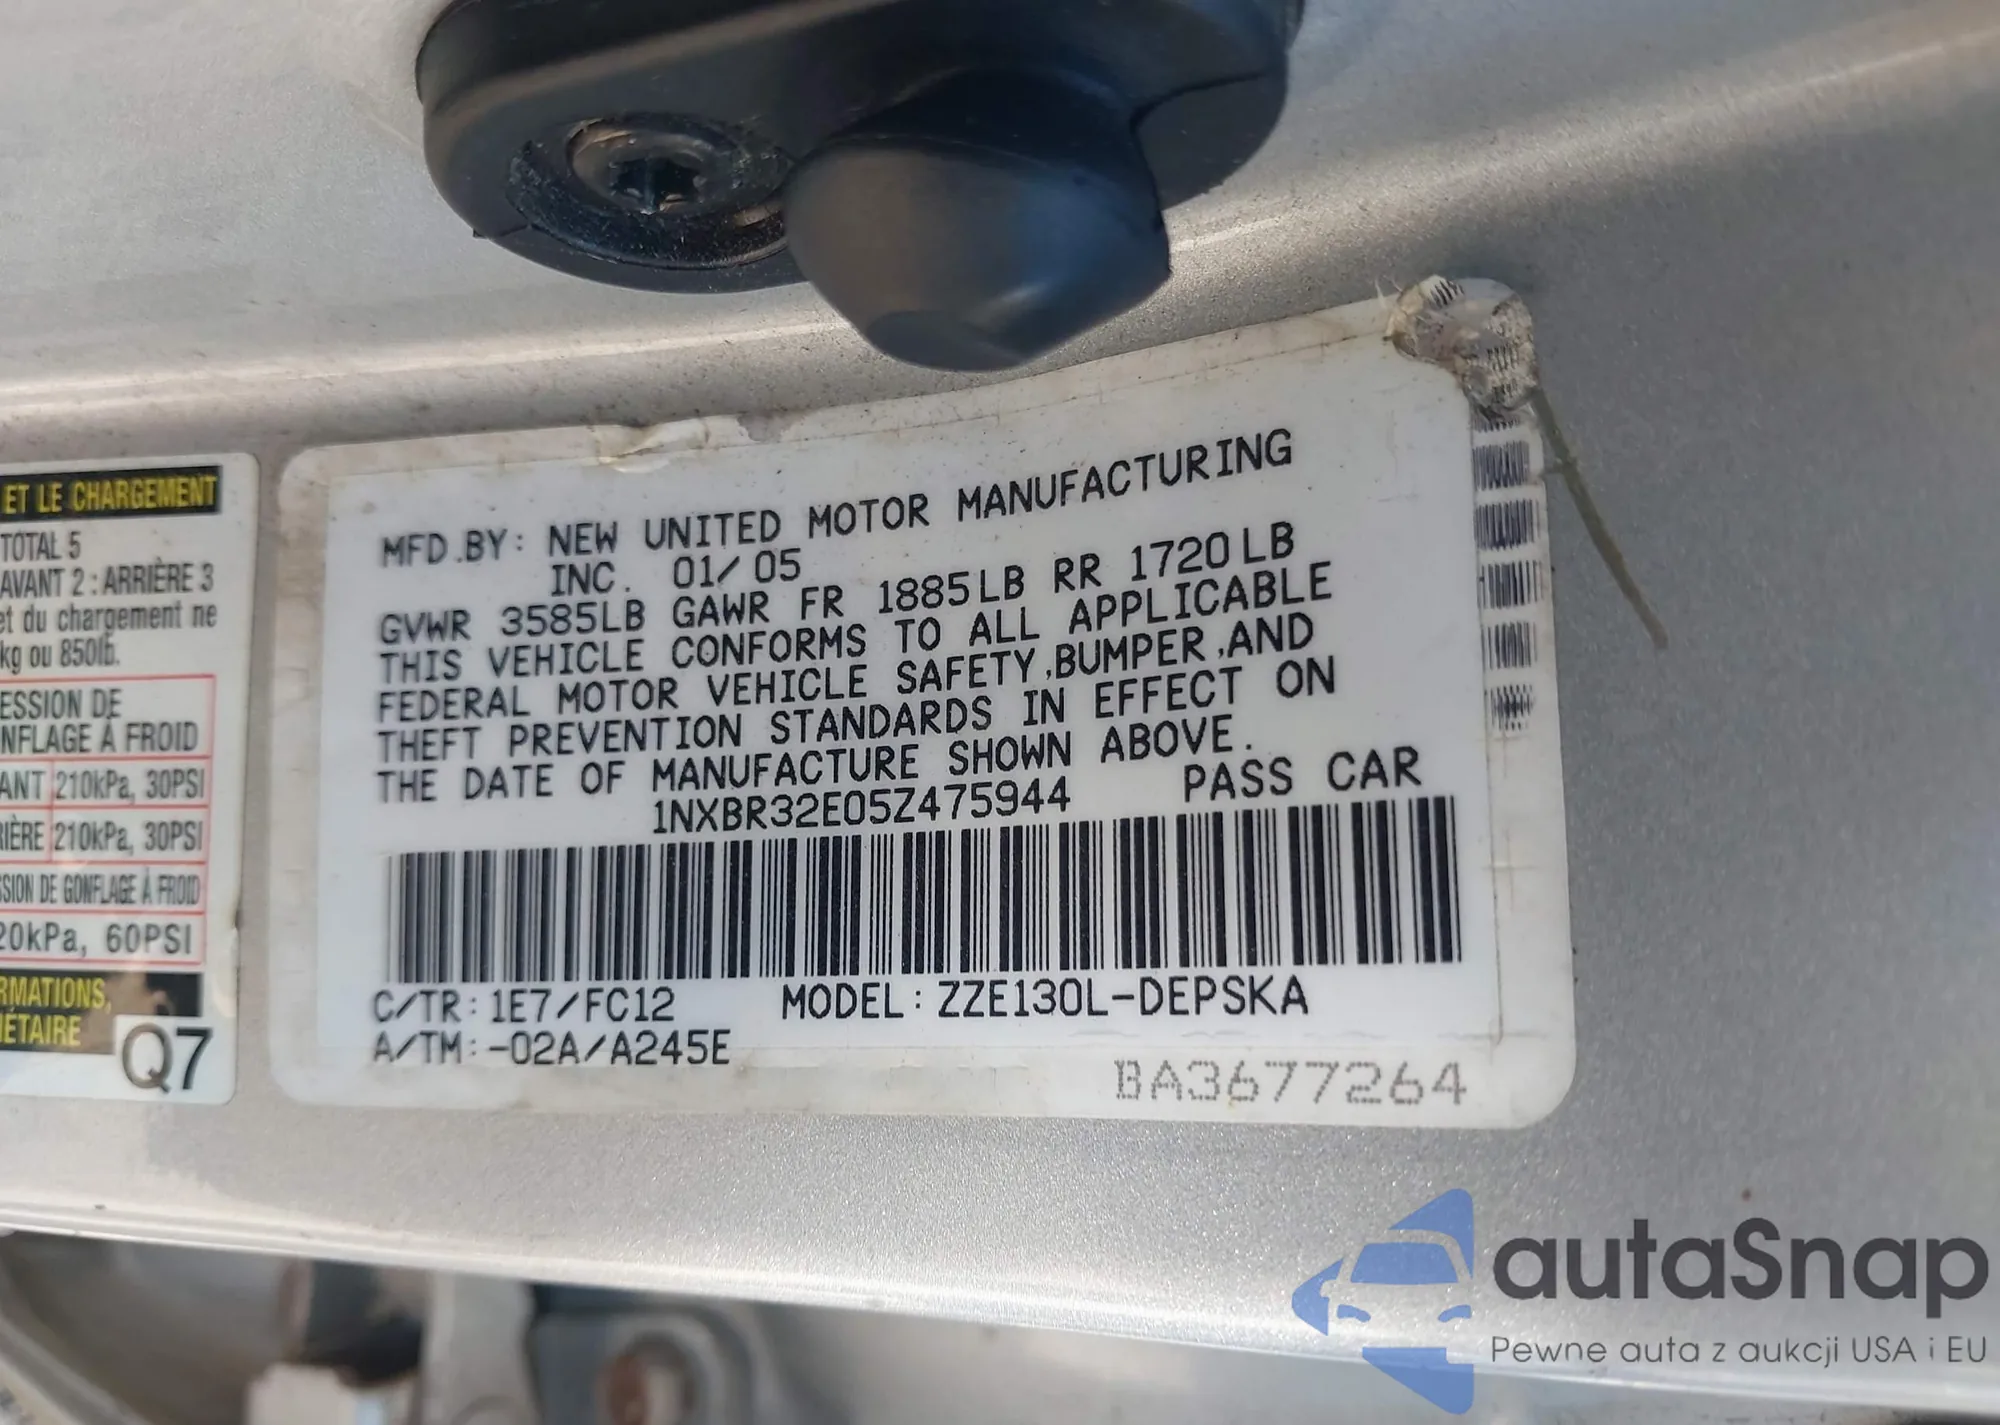 ET LE CHARGEMENT
TOTAL 5
AVANT 2 : ARRIÈRE 3
et du chargement ne
kg ou 850lb.
ESSION DE
NFLAGE À FROID
ANT 210kPa, 30PSI
IÈRE 210kPa, 30PSI
SION DE GONFLAGE À FROID
20kPa, 60PSI
RMATIONS,
ÉTAIRE
Q7
MFD.BY: NEW UNITED MOTOR MANUFACTURING
INC. 01/05
GVWR 3585LB GAWR FR 1885LB RR 1720LB
THIS VEHICLE CONFORMS TO ALL APPLICABLE
FEDERAL MOTOR VEHICLE SAFETY,BUMPER,AND
THEFT PREVENTION STANDARDS IN EFFECT ON
THE DATE OF MANUFACTURE SHOWN ABOVE.
1NXBR32E05Z475944 PASS CAR
C/TR: 1E7/FC12 MODEL: ZZE130L-DEPSKA
A/TM:-02A/A245E
BA3677264
autaSnap
Pewne auta z aukcji USA i EU